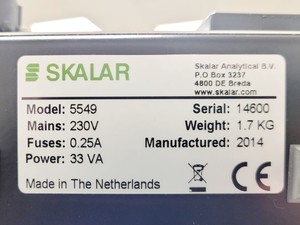 SKALAR
Skalar Analytical B.V.
P.O Box 3237
4800 DE Breda
www.skalar.com
Model: 5549 Serial: 14600
Mains: 230V Weight: 1.7 KG
Fuses: 0.25A Manufactured: 2014
Power: 33 VA
Made in The Netherlands CE